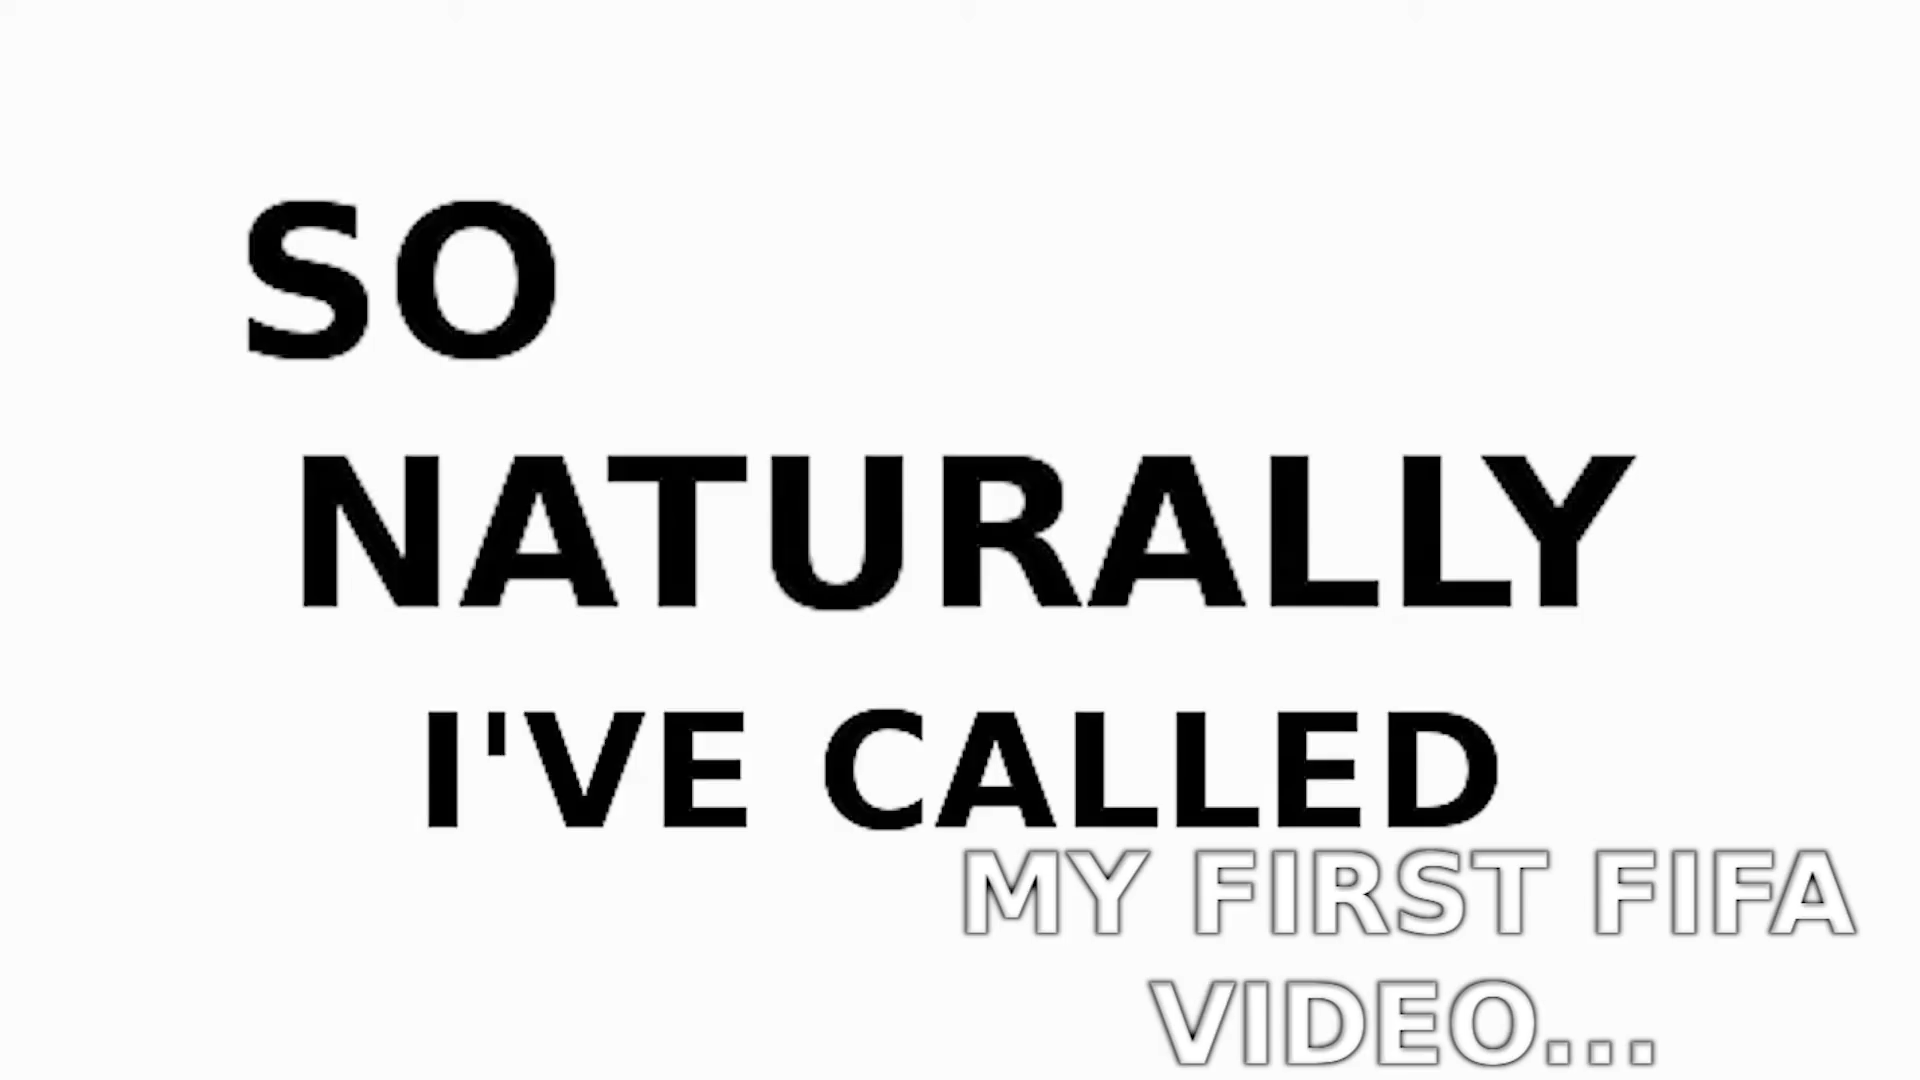 SO
NATURALLY
I'VE CALLED
MY FIRST FIFA
VIDEO...